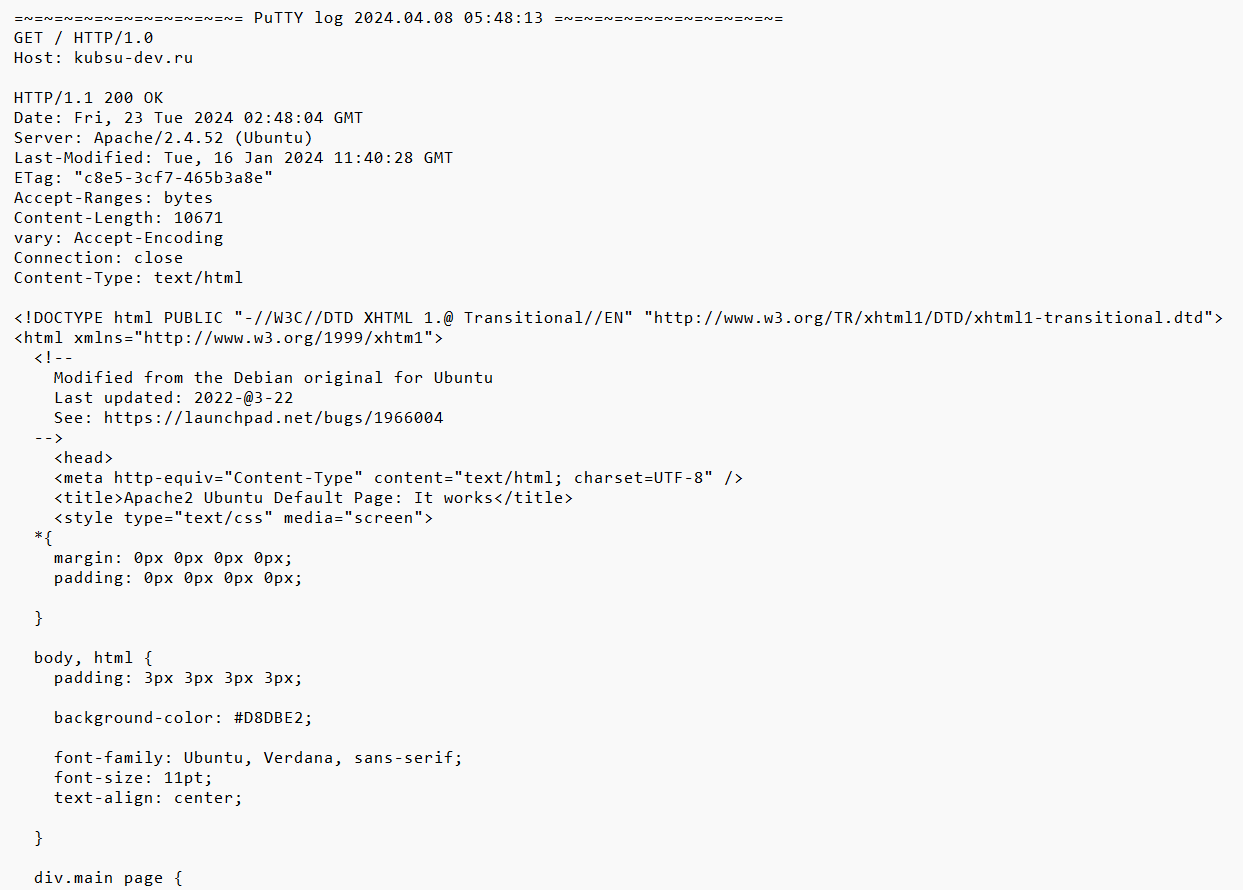 =~=~=~=~=~=~=~=~=~=~=~= PuTTY log 2024.04.08 05:48:13 =~=~=~=~=~=~=~=~=~=~=~=
GET / HTTP/1.0
Host: kubsu-dev.ru

HTTP/1.1 200 OK
Date: Fri, 23 Tue 2024 02:48:04 GMT
Server: Apache/2.4.52 (Ubuntu)
Last-Modified: Tue, 16 Jan 2024 11:40:28 GMT
ETag: "c8e5-3cf7-465b3a8e"
Accept-Ranges: bytes
Content-Length: 10671
vary: Accept-Encoding
Connection: close
Content-Type: text/html

<!DOCTYPE html PUBLIC "-//W3C//DTD XHTML 1.@ Transitional//EN" "http://www.w3.org/TR/xhtml1/DTD/xhtml1-transitional.dtd">
<html xmlns="http://www.w3.org/1999/xhtm1">
  <!--
    Modified from the Debian original for Ubuntu
    Last updated: 2022-@3-22
    See: https://launchpad.net/bugs/1966004
  -->
    <head>
    <meta http-equiv="Content-Type" content="text/html; charset=UTF-8" />
    <title>Apache2 Ubuntu Default Page: It works</title>
    <style type="text/css" media="screen">
  *{
    margin: 0px 0px 0px 0px;
    padding: 0px 0px 0px 0px;

  }

  body, html {
    padding: 3px 3px 3px 3px;

    background-color: #D8DBE2;

    font-family: Ubuntu, Verdana, sans-serif;
    font-size: 11pt;
    text-align: center;

  }

  div.main page {